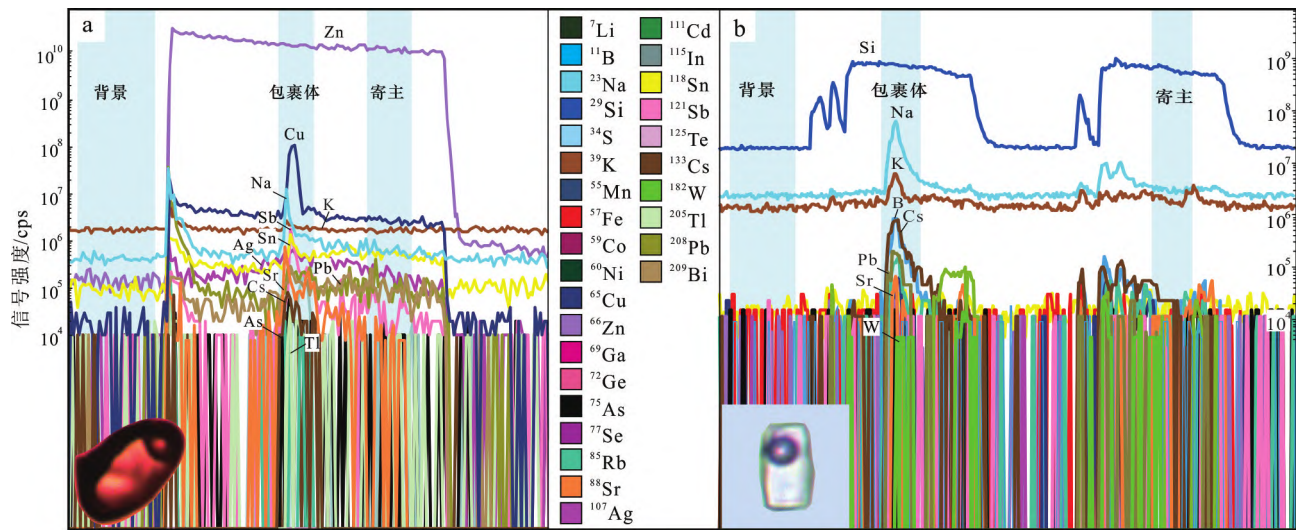 a
Zn
10¹⁰
背景
包裹体
寄主
10⁹
Cu
10⁸
Na
10⁷
K
Sb
10⁶
Sn
Ag
Sr
Pb
10⁵
Cs
As
10⁴
Tl
信号强度/cps
⁷Li
¹¹B
²³Na
²⁹Si
³⁴S
³⁹K
⁵⁵Mn
⁵⁷Fe
⁵⁹Co
⁶⁰Ni
⁶⁵Cu
⁶⁶Zn
⁶⁹Ga
⁷²Ge
⁷⁵As
⁷⁷Se
⁸⁵Rb
⁸⁸Sr
¹⁰⁷Ag
¹¹¹Cd
¹¹⁵In
¹¹⁸Sn
¹²¹Sb
¹²⁵Te
¹³³Cs
¹⁸²W
²⁰⁵Tl
²⁰⁸Pb
²⁰⁹Bi
b
Si
10⁹
背景
包裹体
寄主
Na
10⁸
10⁷
K
B
10⁶
Cs
Pb
10⁵
Sr
W
10⁴